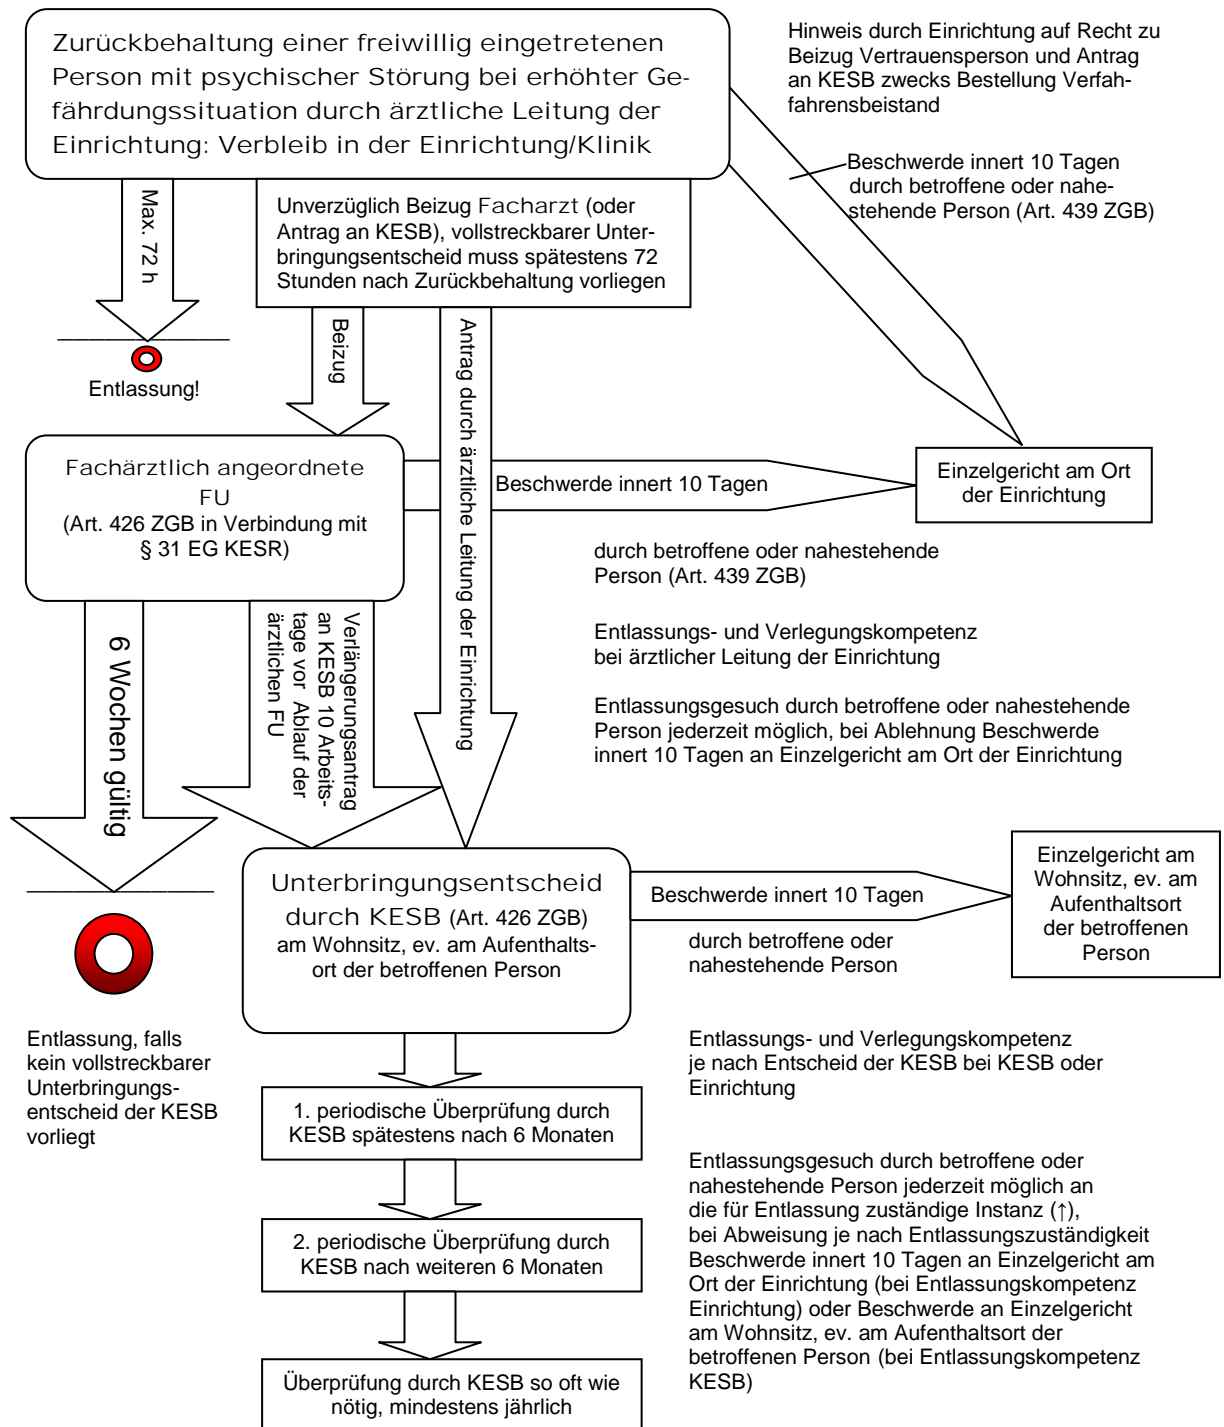 Zurückbehaltung einer freiwillig eingetretenen
Person mit psychischer Störung bei erhöhter Ge-
fährdungssituation durch ärztliche Leitung der
Einrichtung: Verbleib in der Einrichtung/Klinik
Hinweis durch Einrichtung auf Recht zu
Beizug Vertrauensperson und Antrag
an KESB zwecks Bestellung Verfah-
fahrensbeistand
Beschwerde innert 10 Tagen
durch betroffene oder nahe-
stehende Person (Art. 439 ZGB)
Max. 72 h
Unverzüglich Beizug Facharzt (oder
Antrag an KESB), vollstreckbarer Unter-
bringungsentscheid muss spätestens 72
Stunden nach Zurückbehaltung vorliegen
Entlassung!
Beizug
Antrag durch ärztliche Leitung der Einrichtung
Fachärztlich angeordnete
FU
(Art. 426 ZGB in Verbindung mit
§ 31 EG KESR)
Beschwerde innert 10 Tagen
Einzelgericht am Ort
der Einrichtung
durch betroffene oder nahestehende
Person (Art. 439 ZGB)
Entlassungs- und Verlegungskompetenz
bei ärztlicher Leitung der Einrichtung
Entlassungsgesuch durch betroffene oder nahestehende
Person jederzeit möglich, bei Ablehnung Beschwerde
innert 10 Tagen an Einzelgericht am Ort der Einrichtung
6 Wochen gültig
Verlängerungsantrag
an KESB 10 Arbeits-
tage vor Ablauf der
ärztlichen FU
Unterbringungsentscheid
durch KESB (Art. 426 ZGB)
am Wohnsitz, ev. am Aufenthalts-
ort der betroffenen Person
Beschwerde innert 10 Tagen
Einzelgericht am
Wohnsitz, ev. am
Aufenthaltsort
der betroffenen
Person
durch betroffene oder
nahestehende Person
Entlassung, falls
kein vollstreckbarer
Unterbringungs-
entscheid der KESB
vorliegt
Entlassungs- und Verlegungskompetenz
je nach Entscheid der KESB bei KESB oder
Einrichtung
1. periodische Überprüfung durch
KESB spätestens nach 6 Monaten
2. periodische Überprüfung durch
KESB nach weiteren 6 Monaten
Überprüfung durch KESB so oft wie
nötig, mindestens jährlich
Entlassungsgesuch durch betroffene oder
nahestehende Person jederzeit möglich an
die für Entlassung zuständige Instanz (↑),
bei Abweisung je nach Entlassungszuständigkeit
Beschwerde innert 10 Tagen an Einzelgericht am
Ort der Einrichtung (bei Entlassungskompetenz
Einrichtung) oder Beschwerde an Einzelgericht
am Wohnsitz, ev. am Aufenthaltsort der
betroffenen Person (bei Entlassungskompetenz
KESB)